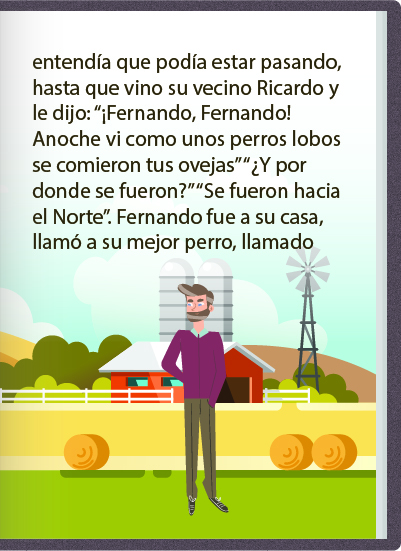 entendía que podía estar pasando,
hasta que vino su vecino Ricardo y
le dijo: “¡Fernando, Fernando!
Anoche vi como unos perros lobos
se comieron tus ovejas” “¿Y por
donde se fueron?” “Se fueron hacia
el Norte”. Fernando fue a su casa,
llamó a su mejor perro, llamado